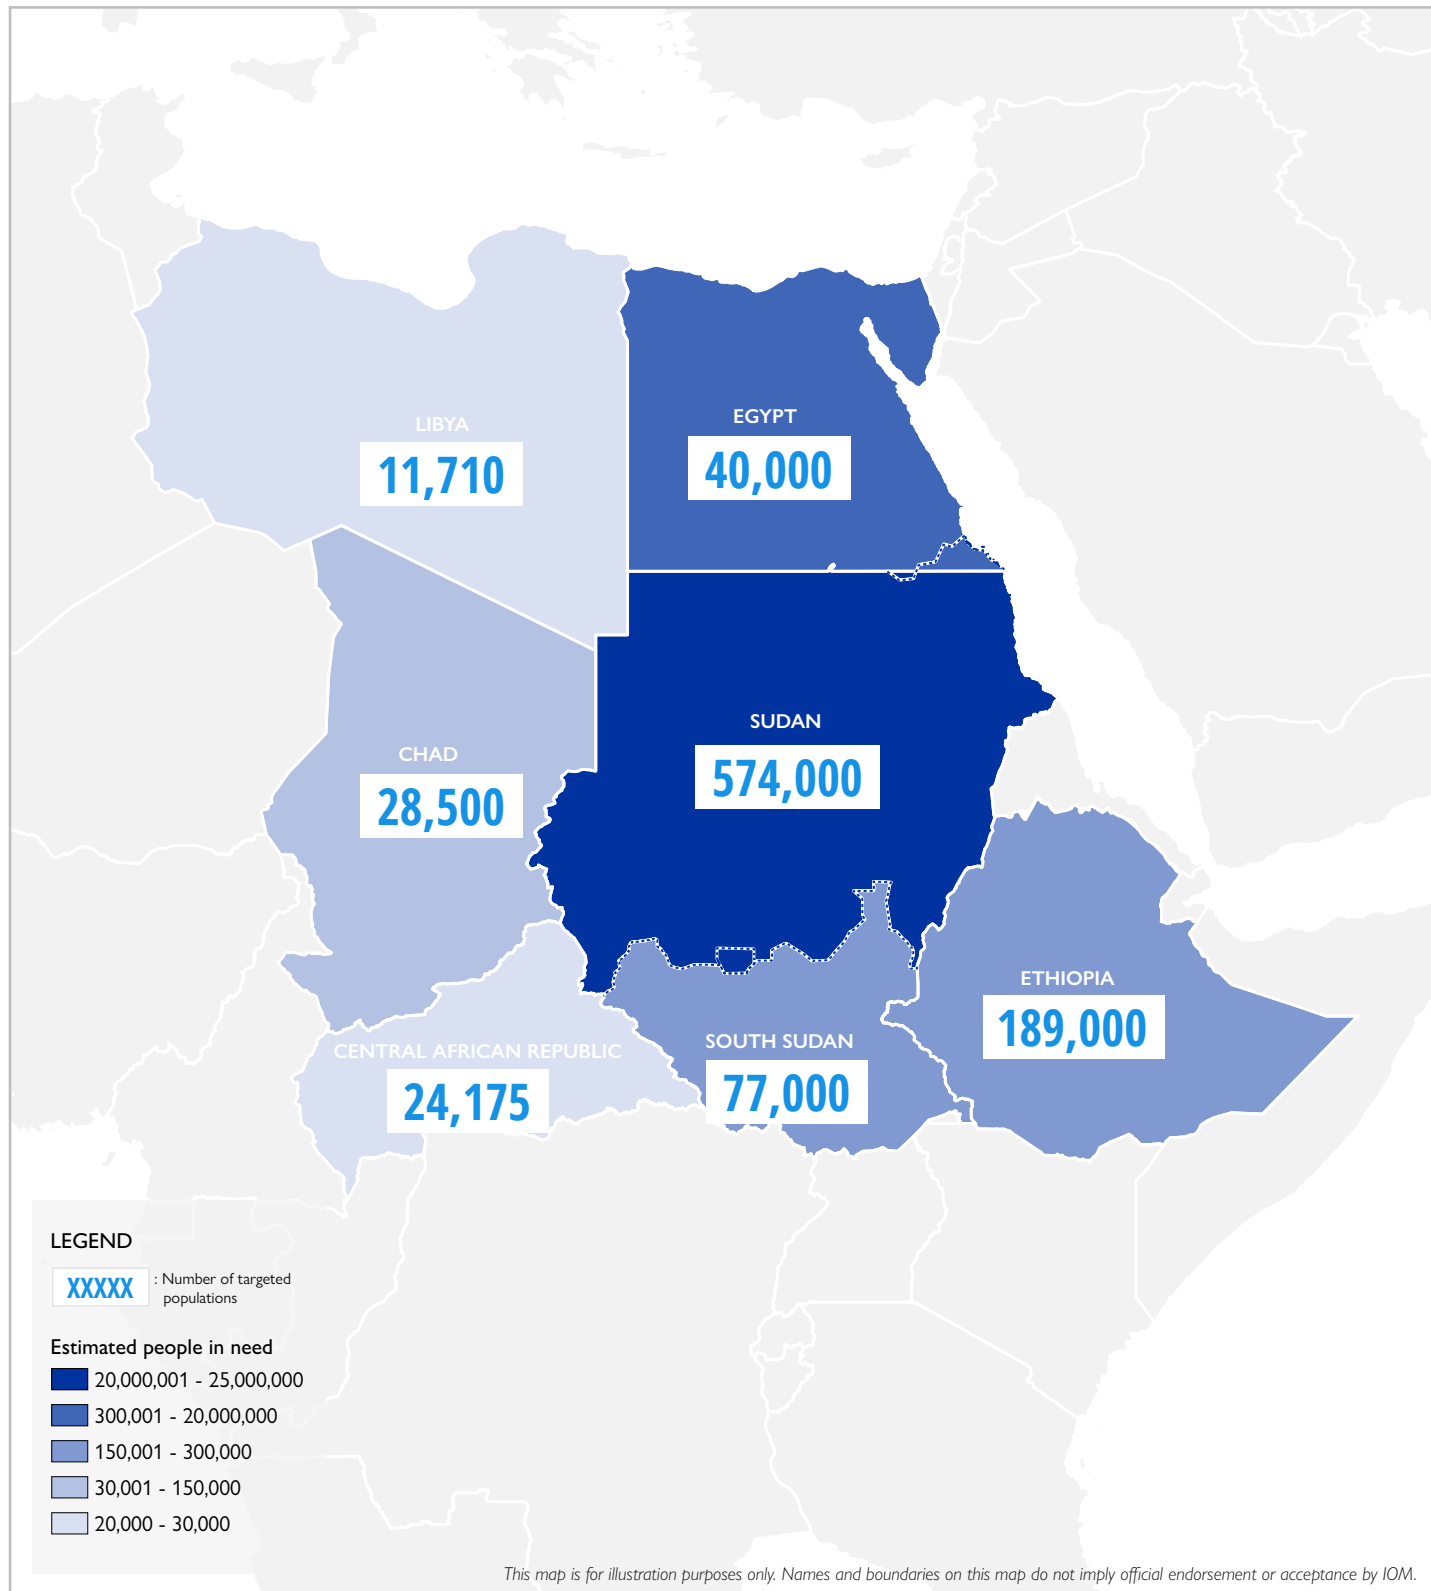 LIBYA
11,710
EGYPT
40,000
SUDAN
574,000
CHAD
28,500
ETHIOPIA
189,000
SOUTH SUDAN
77,000
CENTRAL AFRICAN REPUBLIC
24,175
LEGEND
XXXXX : Number of targeted
populations
Estimated people in need
20,000,001 - 25,000,000
300,001 - 20,000,000
150,001 - 300,000
30,001 - 150,000
20,000 - 30,000
This map is for illustration purposes only. Names and boundaries on this map do not imply official endorsement or acceptance by IOM.